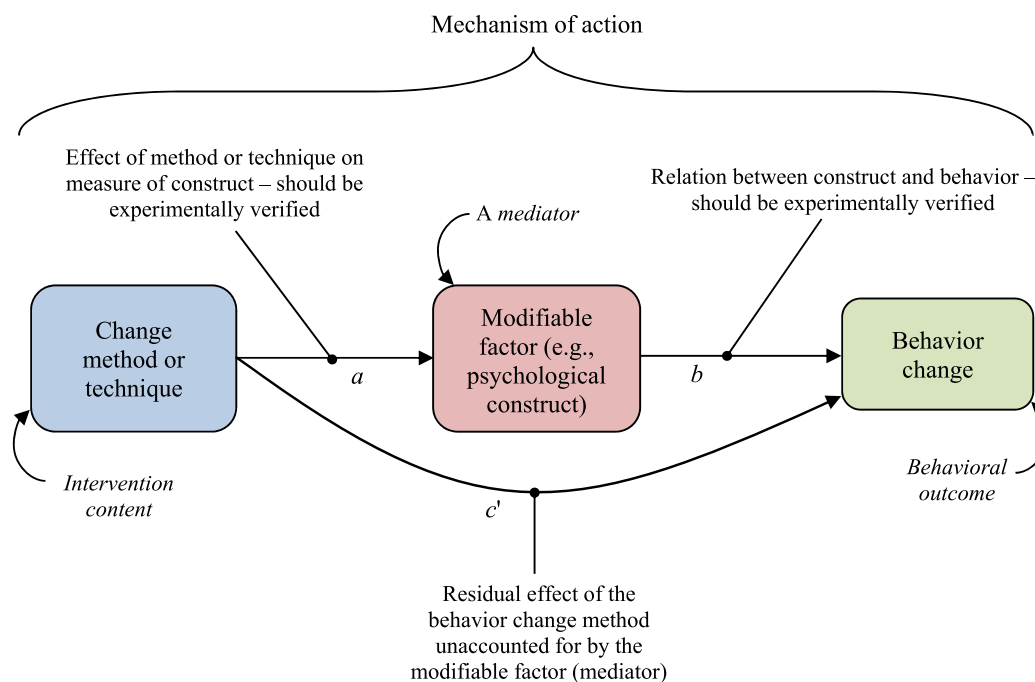 Mechanism of action
Effect of method or technique on
measure of construct – should be
experimentally verified
Relation between construct and behavior –
should be experimentally verified
A mediator
Change
method or
technique
Modifiable
factor (e.g.,
psychological
construct)
Behavior
change
a
b
Intervention
content
Behavioral
outcome
c'
Residual effect of the
behavior change method
unaccounted for by the
modifiable factor (mediator)